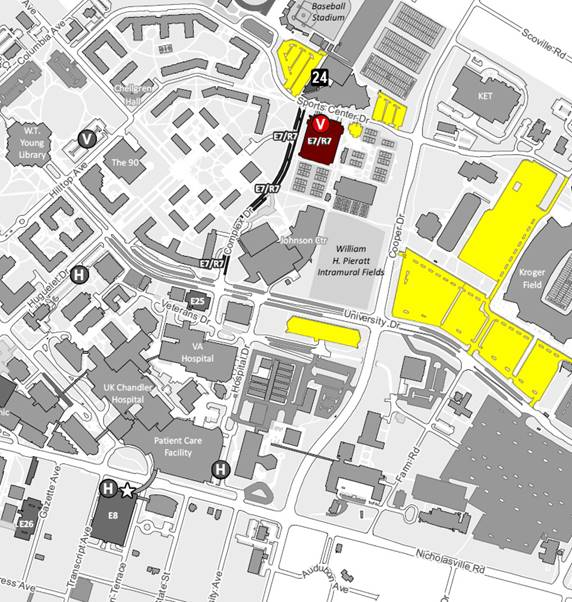 Baseball
Stadium
Scoville Rd
Columbia Ave
24
KET
Chellgren
Hall
Sports Center Dr
V
E7/R7
E7/R7
W.T.
Young
Library
V
The 90
E7/R7
Hilltop Ave
Complex Dr
Cooper Dr
Johnson Ctr
William
H. Pieratt
Intramural Fields
E7/R7
Kroger
Field
H
Huguelet Dr
E25
Veterans Dr
University Dr
VA
Hospital
Hospital Dr
UK Chandler
Hospital
Patient Care
Facility
H
Farm Rd
H
E8
Gazette Ave
E26
Transcript Ave
Nicholasville Rd
Audubon Ave